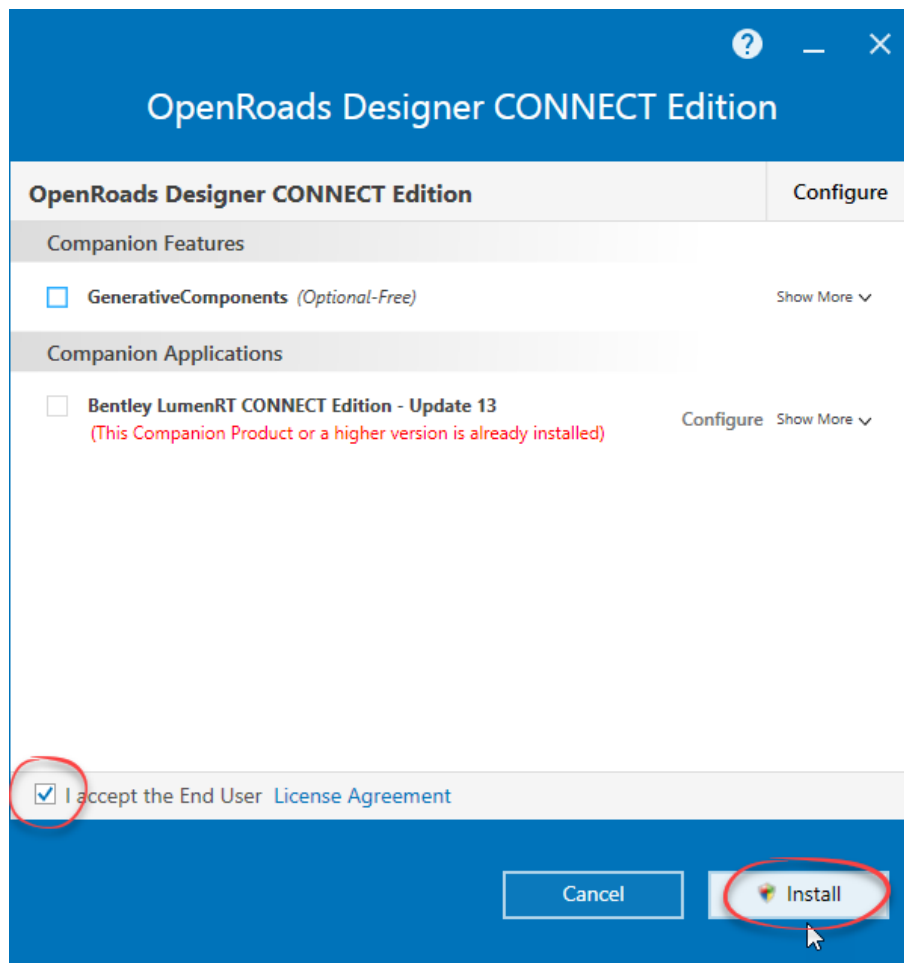 OpenRoads Designer CONNECT Edition
OpenRoads Designer CONNECT Edition Configure
Companion Features
GenerativeComponents (Optional-Free) Show More
Companion Applications
Bentley LumenRT CONNECT Edition - Update 13
(This Companion Product or a higher version is already installed) Configure Show More
I accept the End User License Agreement
Cancel Install